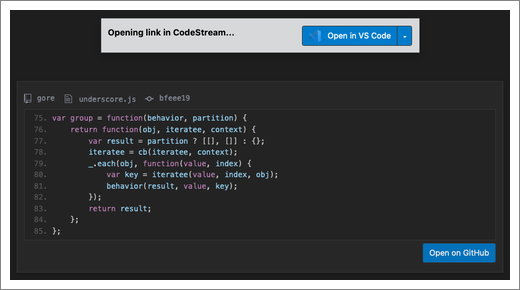 Opening link in CodeStream...
Open in VS Code
gore underscore.js bfeee19
75. var group = function(behavior, partition) {
76.     return function(obj, iteratee, context) {
77.         var result = partition ? [[], []] : {};
78.         iteratee = cb(iteratee, context);
79.         _.each(obj, function(value, index) {
80.             var key = iteratee(value, index, obj);
81.             behavior(result, value, key);
82.         });
83.         return result;
84.     };
85. };
Open on GitHub